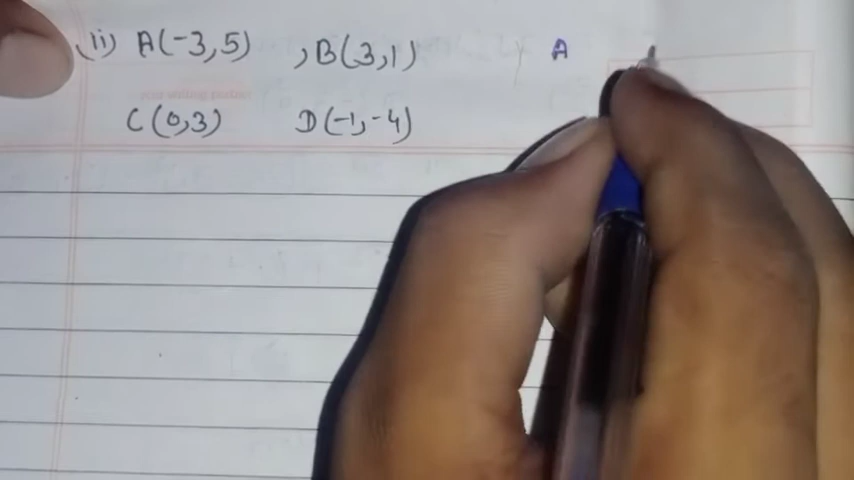 (ii) A(-3,5) , B(3,1) A
C(0,3) D(-1,-4)